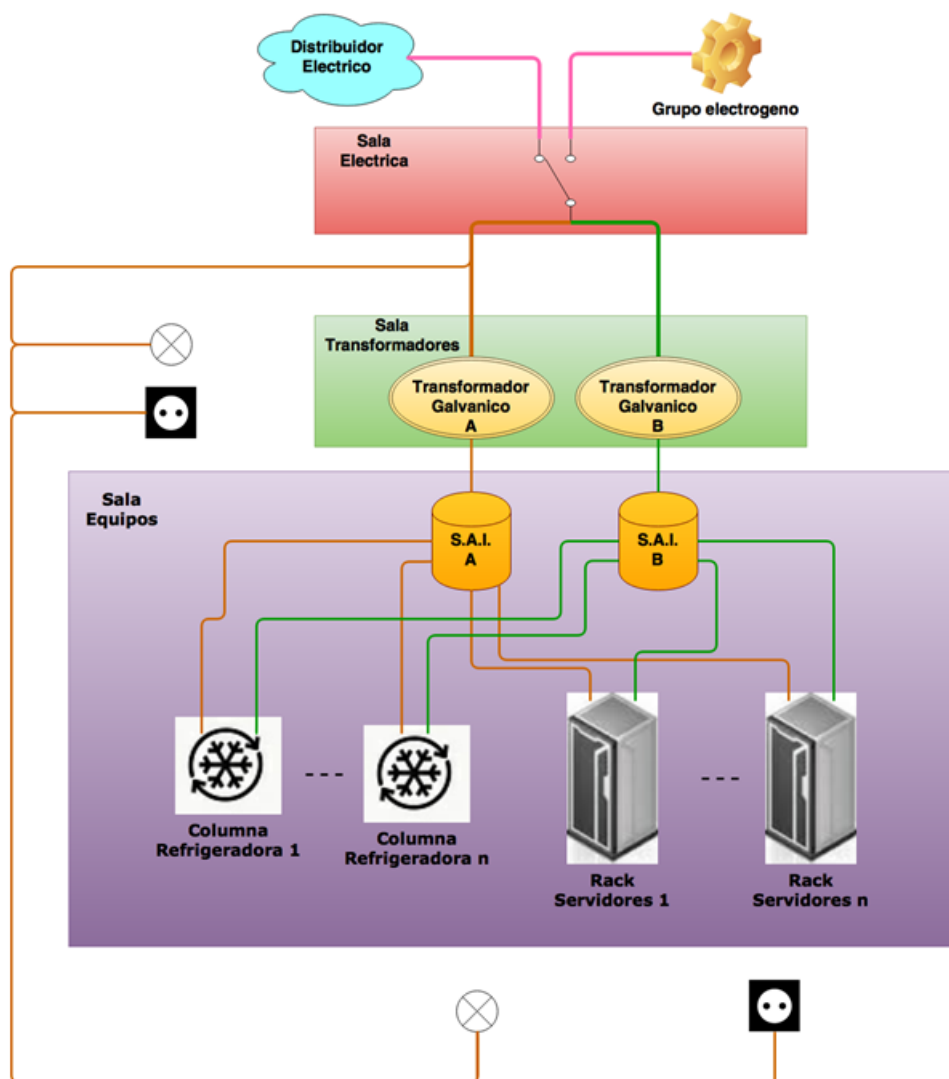 Distribuidor
Electrico
Grupo electrogeno
Sala
Electrica
Sala
Transformadores
Transformador
Galvanico
A
Transformador
Galvanico
B
Sala
Equipos
S.A.I.
A
S.A.I.
B
Columna
Refrigeradora 1
Columna
Refrigeradora n
Rack
Servidores 1
Rack
Servidores n